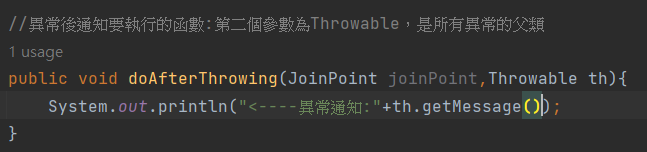 //異常後通知要執行的函數:第二個參數為Throwable，是所有異常的父類
1 usage
public void doAfterThrowing(JoinPoint joinPoint,Throwable th){
System.out.println("<----異常通知:"+th.getMessage());
}